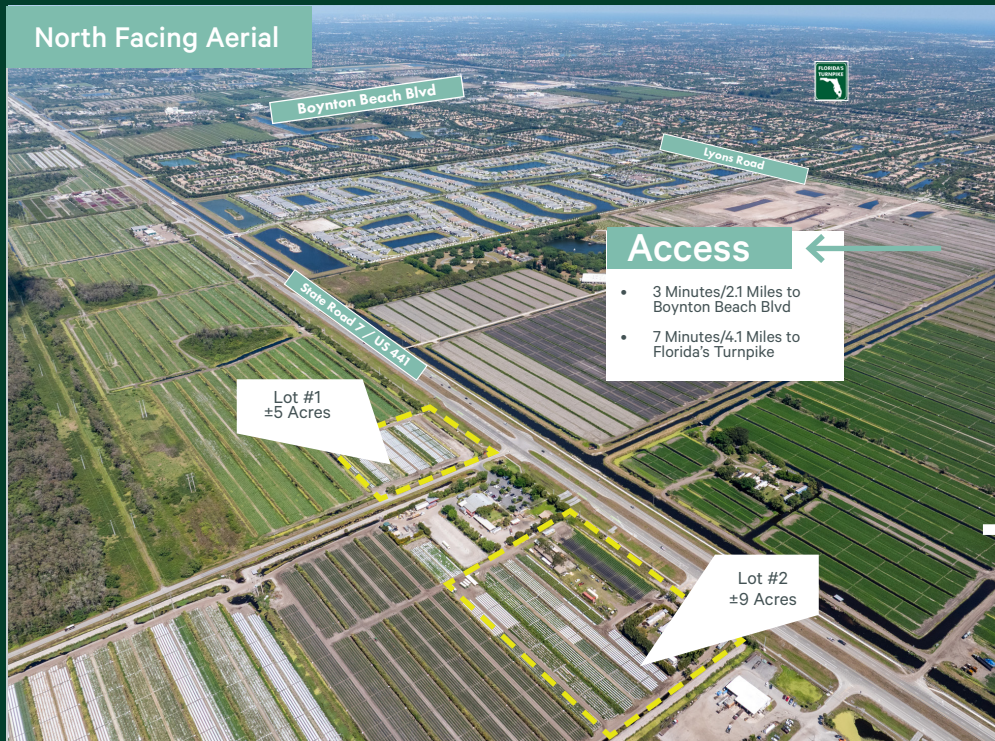 North Facing Aerial
FLORIDA'S
TURNPIKE
Boynton Beach Blvd
Lyons Road
Access
• 3 Minutes/2.1 Miles to
Boynton Beach Blvd
• 7 Minutes/4.1 Miles to
Florida's Turnpike
State Road 7 / US 441
Lot #1
±5 Acres
Lot #2
±9 Acres